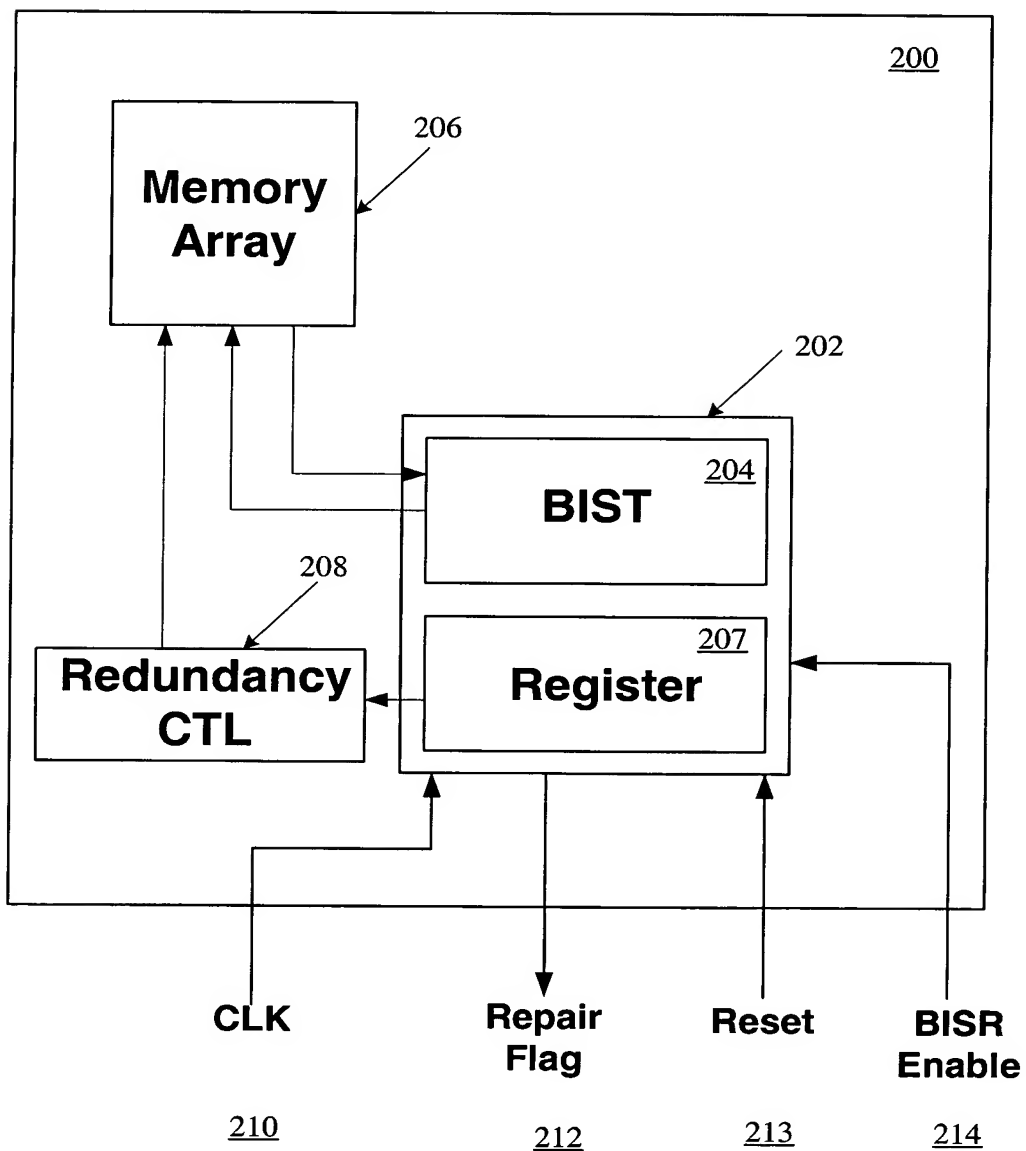 200
206
Memory
Array
202
204
BIST
208
207
Redundancy
CTL
Register
CLK
Repair
Flag
Reset
BISR
Enable
210
212
213
214